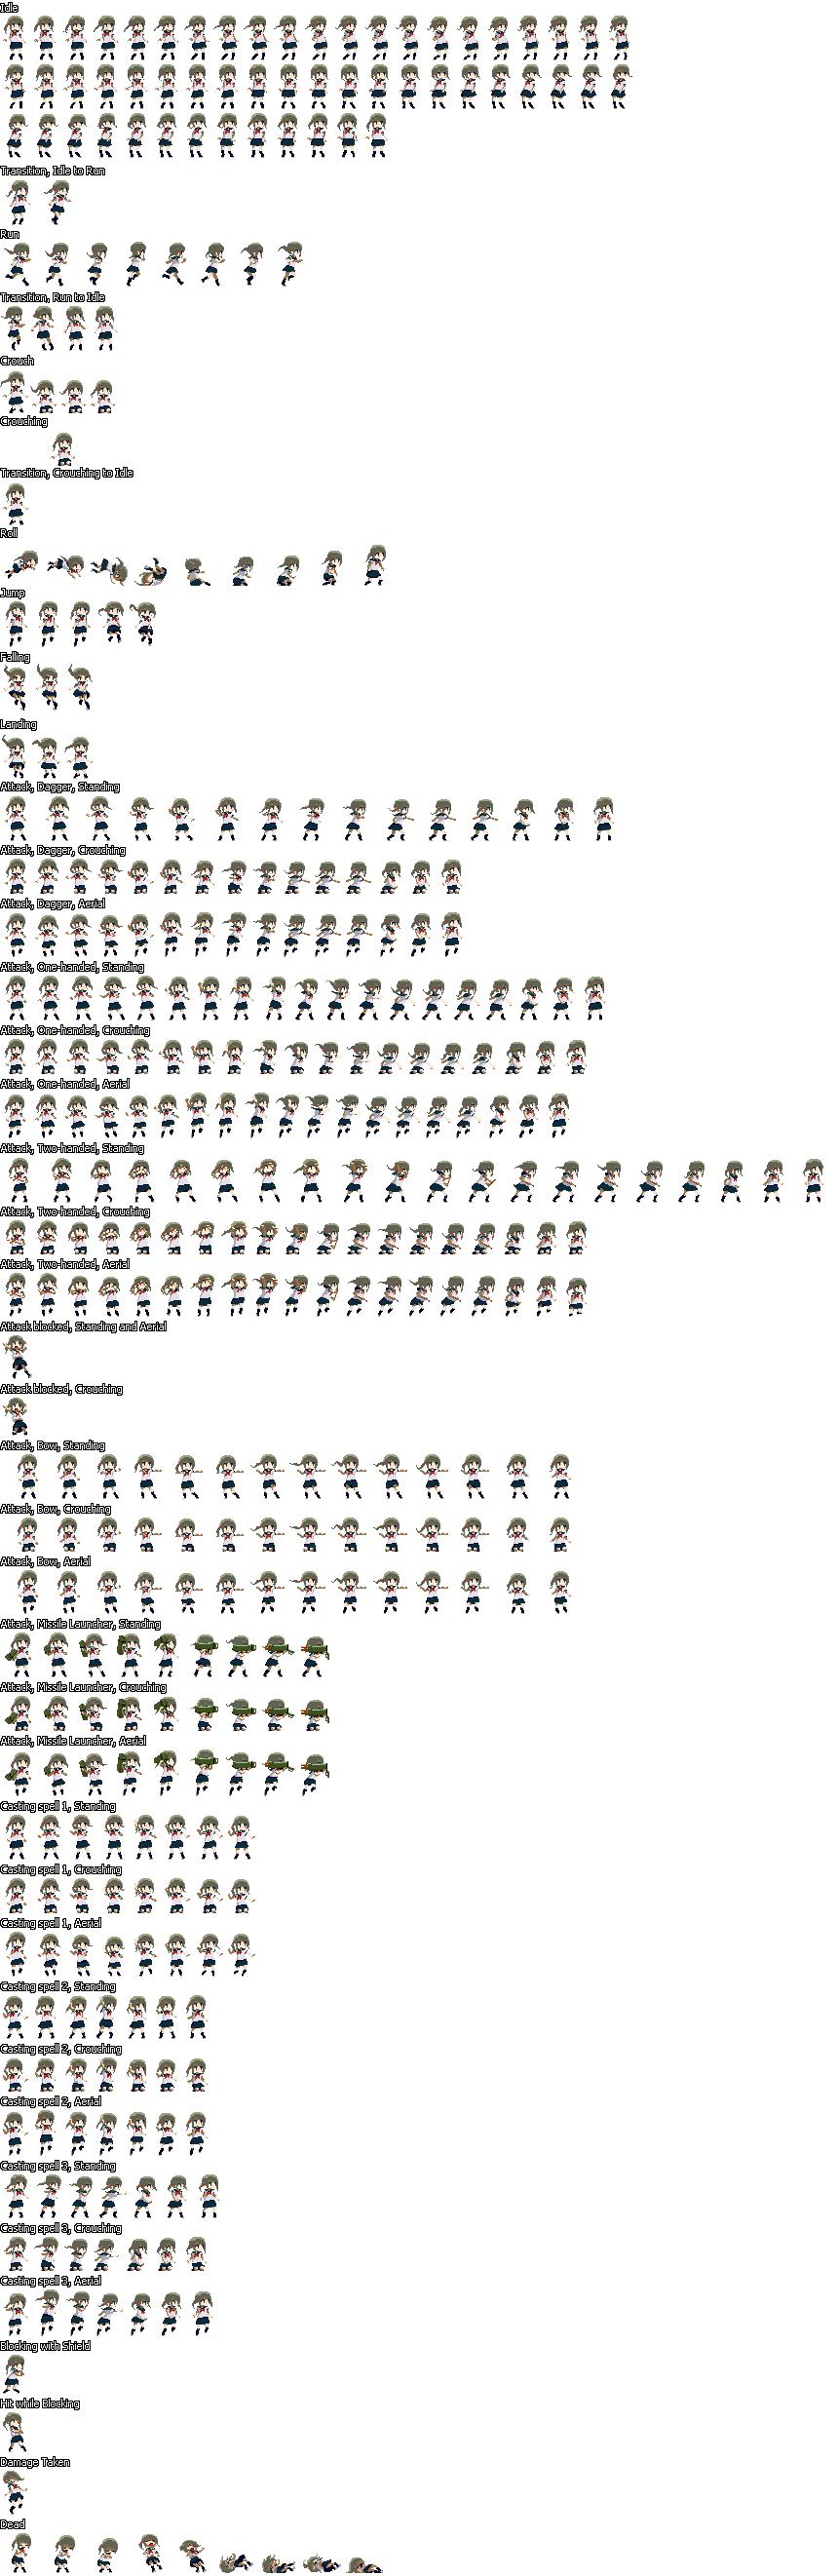 Idle
Transition, Idle to Run
Run
Transition, Run to Idle
Crouch
Crouching
Transition, Crouching to Idle
Roll
Jump
Falling
Landing
Attack, Dagger, Standing
Attack, Dagger, Crouching
Attack, Dagger, Aerial
Attack, One-handed, Standing
Attack, One-handed, Crouching
Attack, One-handed, Aerial
Attack, Two-handed, Standing
Attack, Two-handed, Crouching
Attack, Two-handed, Aerial
Attack blocked, Standing and Aerial
Attack blocked, Crouching
Attack, Bow, Standing
Attack, Bow, Crouching
Attack, Bow, Aerial
Attack, Missile Launcher, Standing
Attack, Missile Launcher, Crouching
Attack, Missile Launcher, Aerial
Casting spell 1, Standing
Casting spell 1, Crouching
Casting spell 1, Aerial
Casting spell 2, Standing
Casting spell 2, Crouching
Casting spell 2, Aerial
Casting spell 3, Standing
Casting spell 3, Crouching
Casting spell 3, Aerial
Blocking with Shield
Hit while Blocking
Damage Taken
Dead